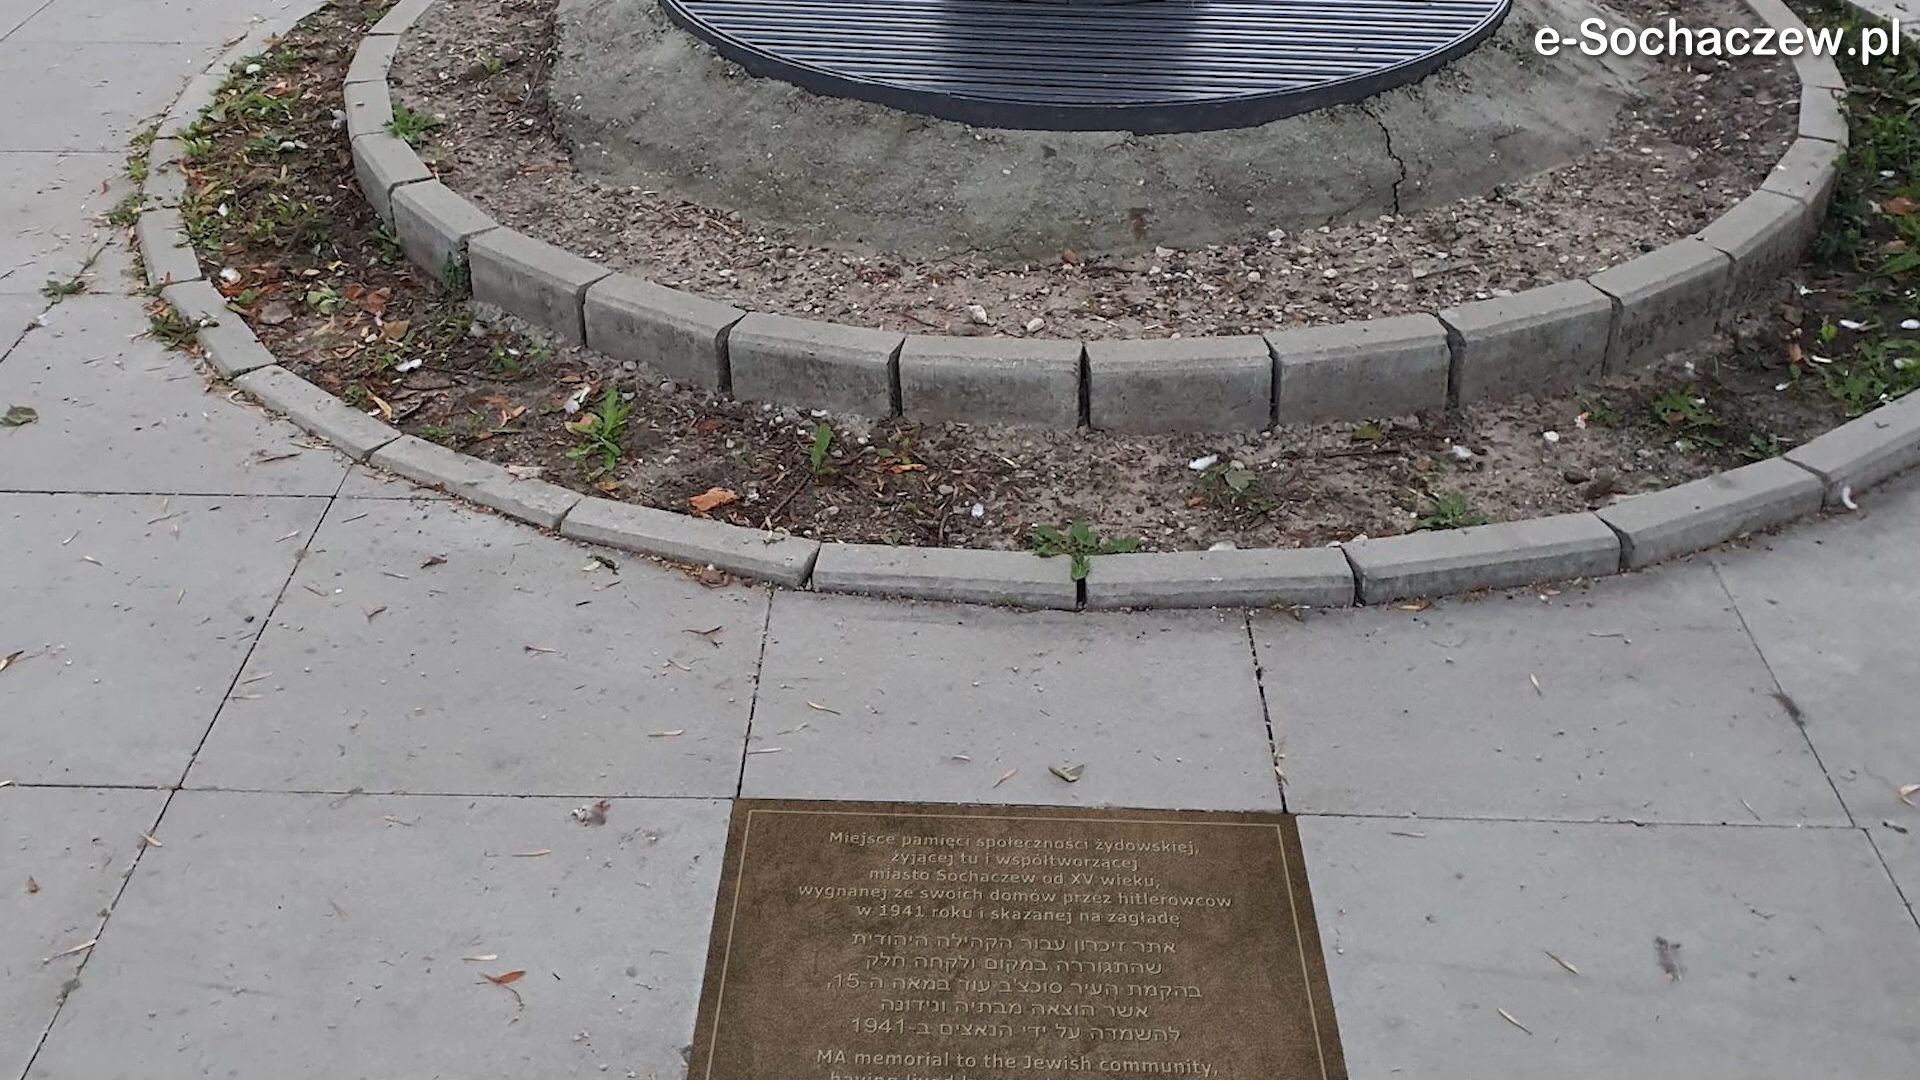 e-Sochaczew.pl
Miejsce pamięci społeczności żydowskiej,
żyjącej tu i współtworzącej
miasto Sochaczew od XV wieku,
wygnanej ze swoich domów przez hitlerowców
w 1941 roku i skazanej na zagładę
אתר זיכרון עבור הקהילה היהודית
שהתגוררה במקום ולקחה חלק
בהקמת העיר סוכצ'ב עוד במאה ה-15,
אשר הוצאה מבתיה ונידונה
להשמדה על ידי הנאצים ב-1941
MA memorial to the Jewish community,
having lived